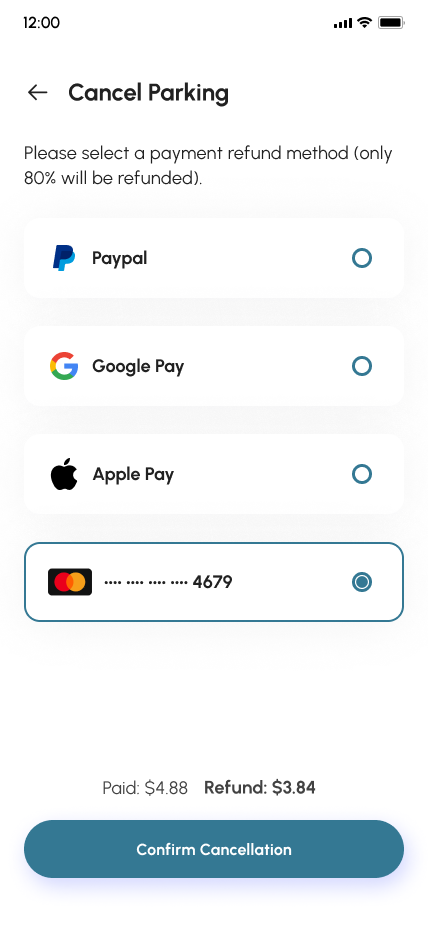 12:00
Cancel Parking
Please select a payment refund method (only
80% will be refunded).
Paypal
Google Pay
Apple Pay
•••• •••• •••• •••• 4679
Paid: $4.88 Refund: $3.84
Confirm Cancellation